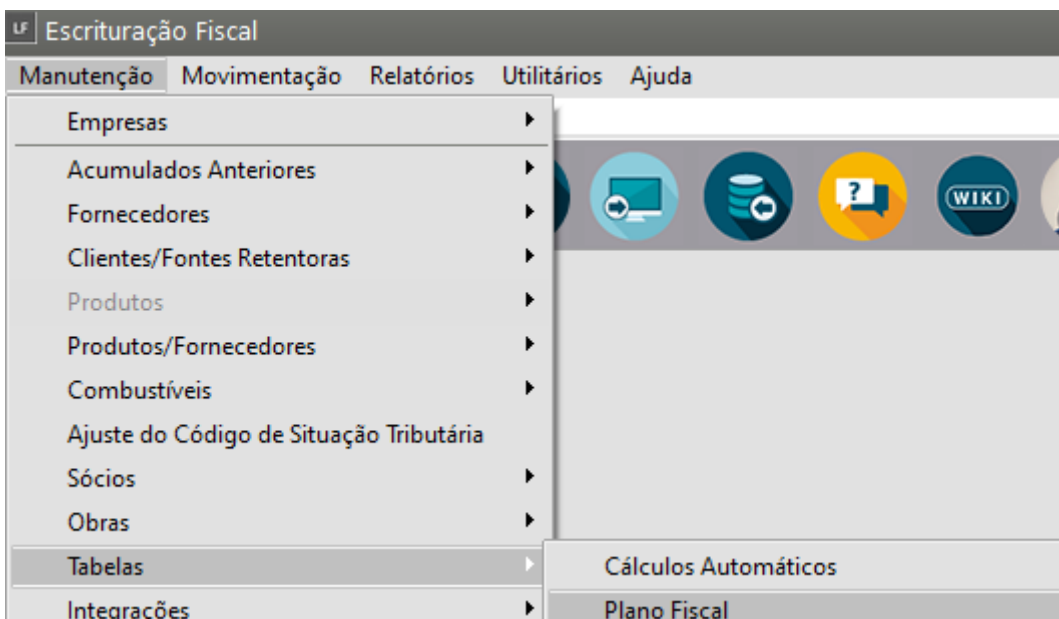 LF Escrituração Fiscal
Manutenção Movimentação Relatórios Utilitários Ajuda
Empresas
Acumulados Anteriores
Fornecedores
Clientes/Fontes Retentoras
Produtos
Produtos/Fornecedores
Combustíveis
Ajuste do Código de Situação Tributária
Sócios
Obras
Tabelas
Integrações
? WIKI
Cálculos Automáticos
Plano Fiscal